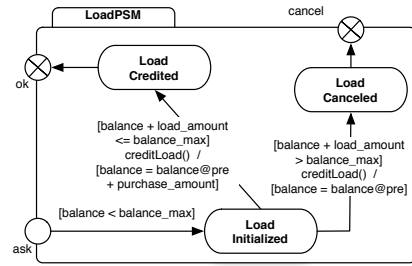 LoadPSM
cancel
Load
Credited
ok
Load
Canceled
[balance + load_amount
<= balance_max]
creditLoad() /
[balance = balance@pre
+ purchase_amount]
[balance + load_amount
> balance_max]
creditLoad() /
[balance = balance@pre]
[balance < balance_max]
ask
Load
Initialized